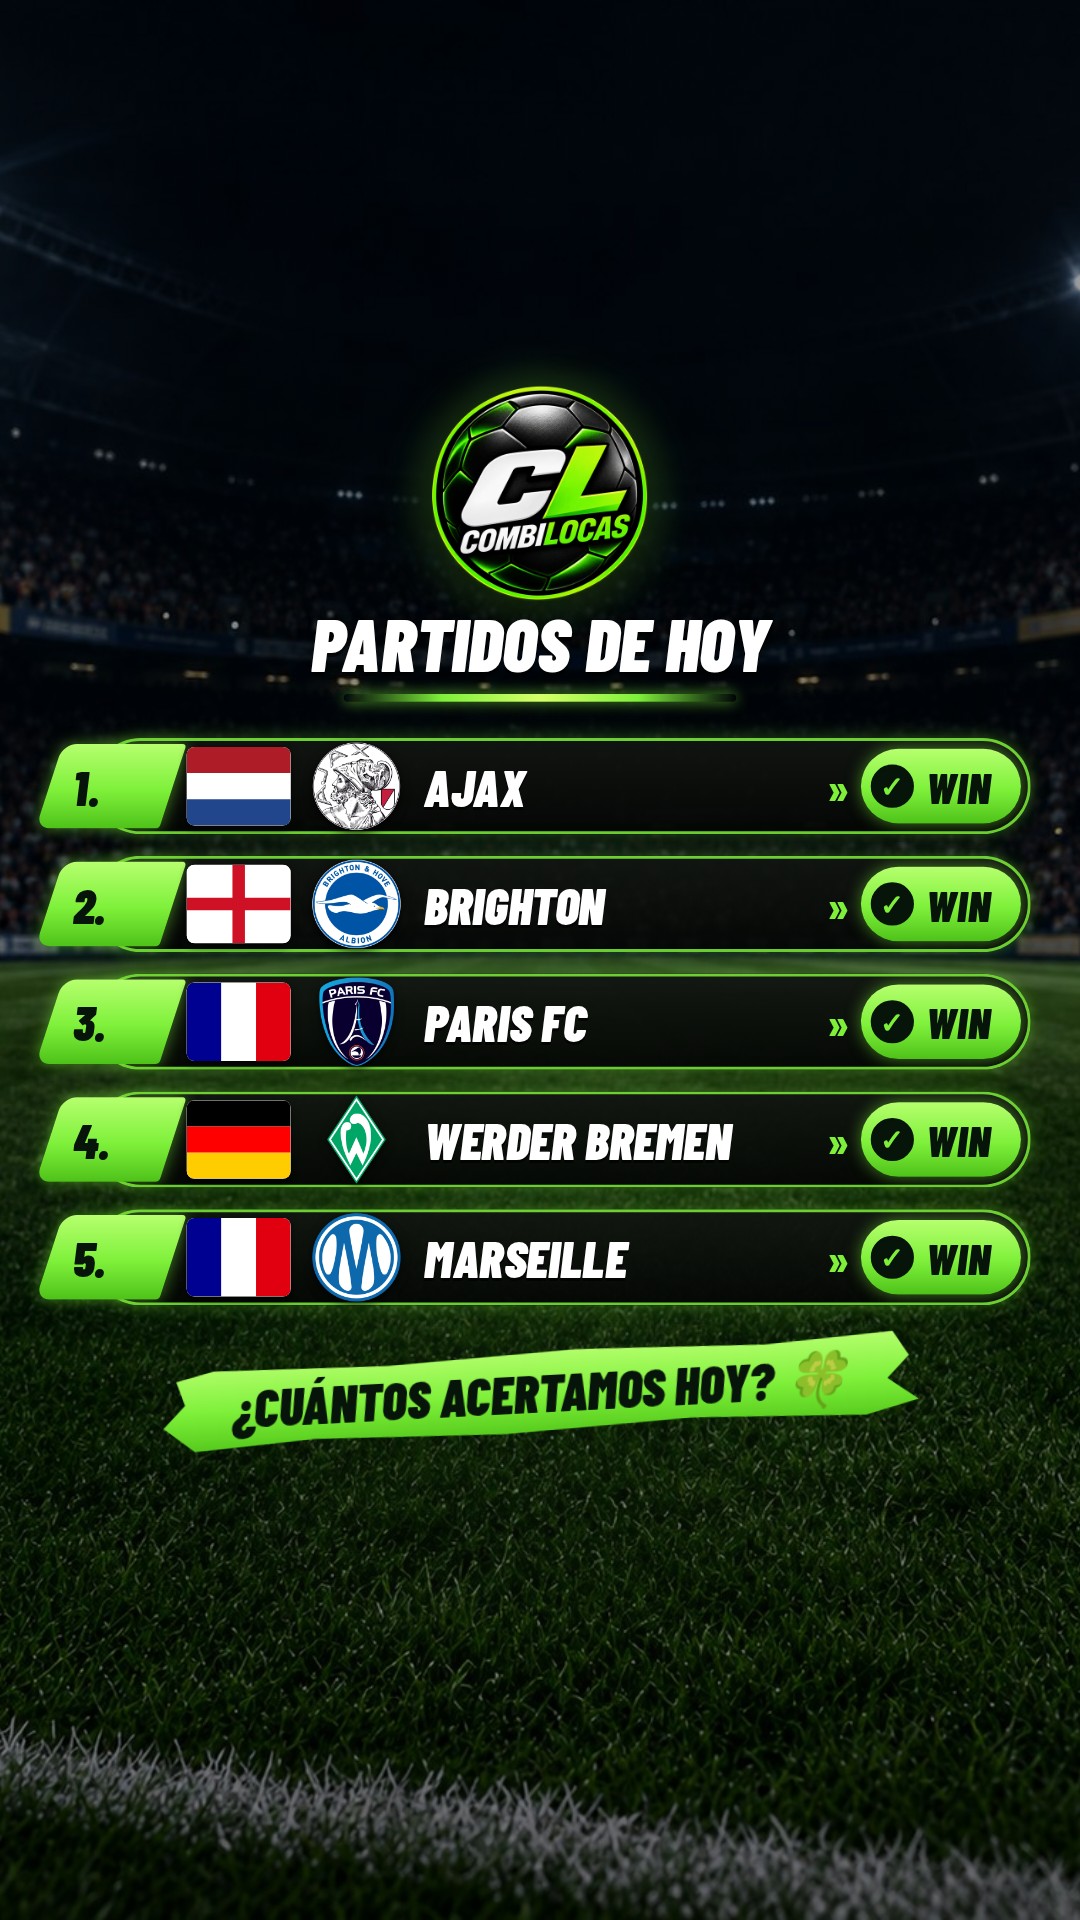 CL
COMBILOCAS
PARTIDOS DE HOY
1. AJAX » ✓ WIN
2. BRIGHTON & HOVE ALBION BRIGHTON » ✓ WIN
3. PARIS FC PARIS FC » ✓ WIN
4. W WERDER BREMEN » ✓ WIN
5. M MARSEILLE » ✓ WIN
¿CUÁNTOS ACERTAMOS HOY? 🍀